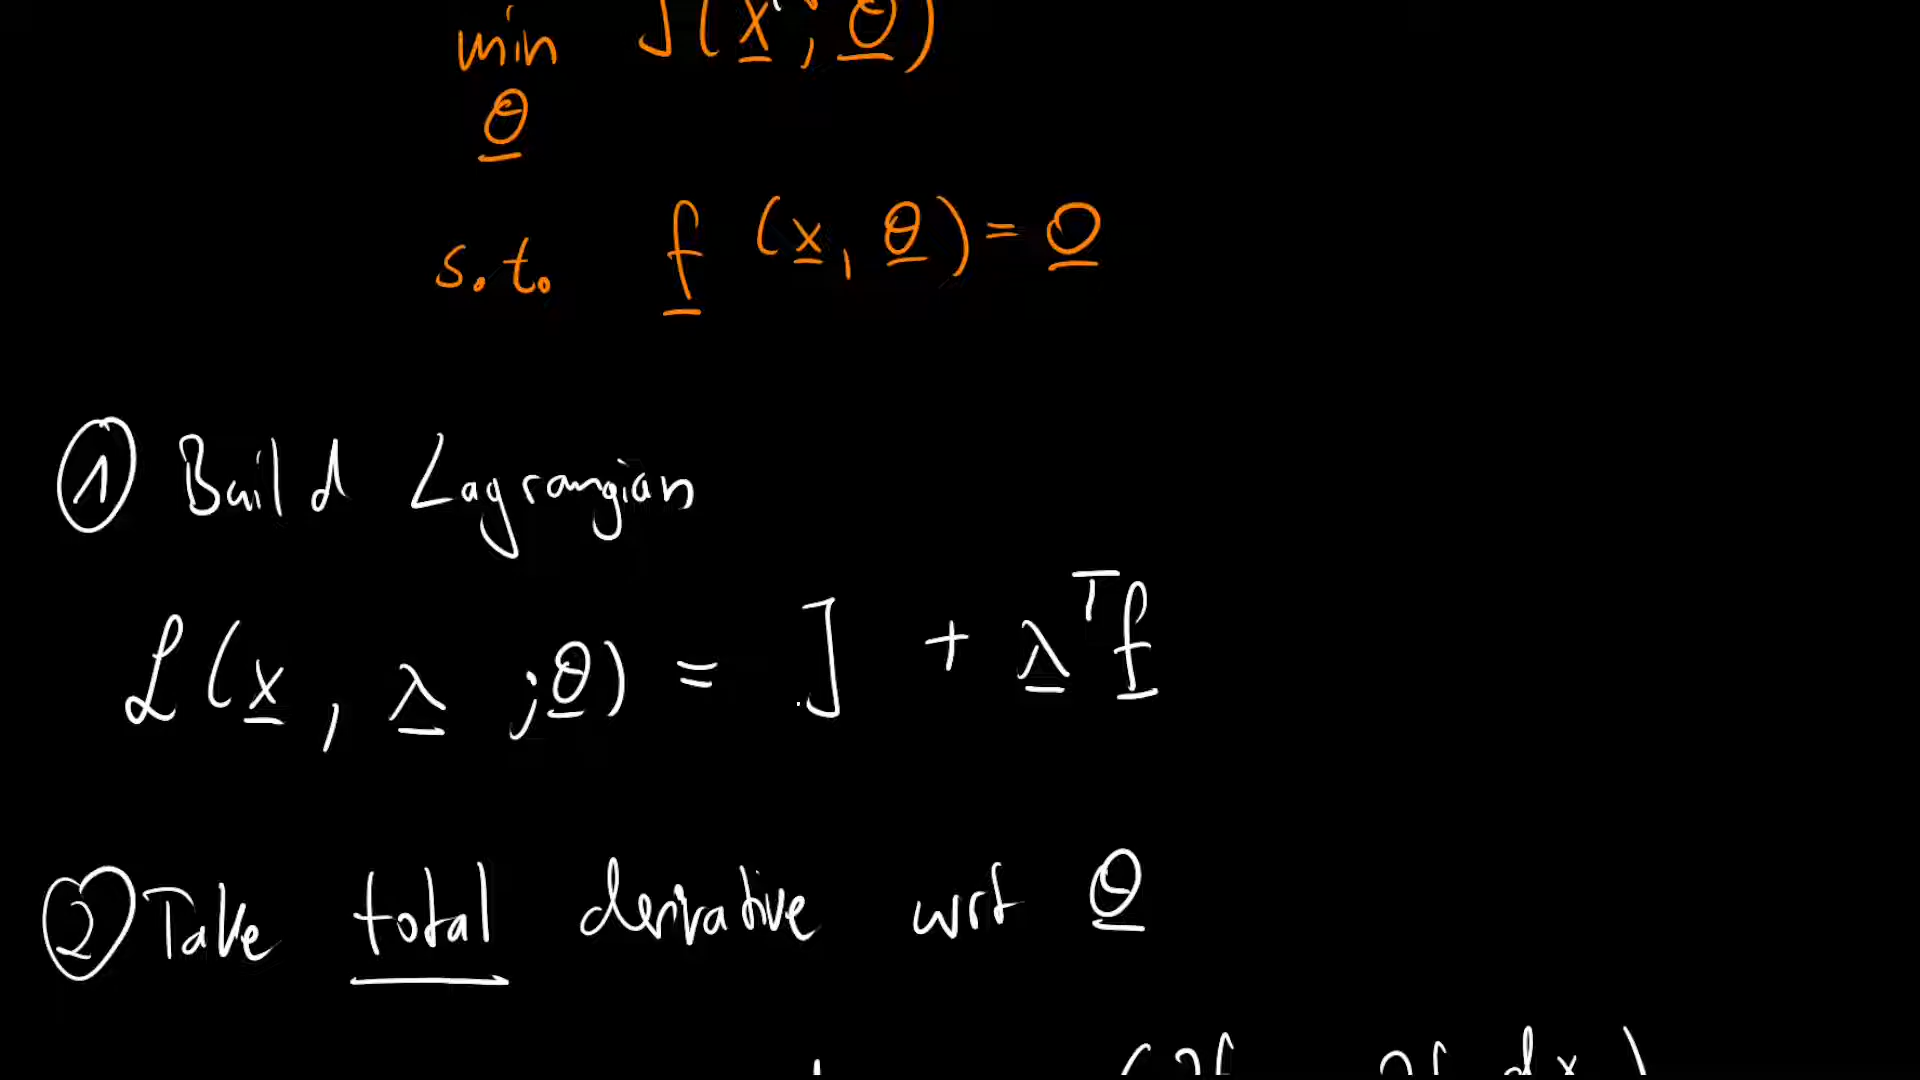 min J(x, θ)
θ
s.t. f(x, θ) = 0
① Build Lagrangian
L(x, λ; θ) = J + λᵀf
② Take total derivative wrt θ